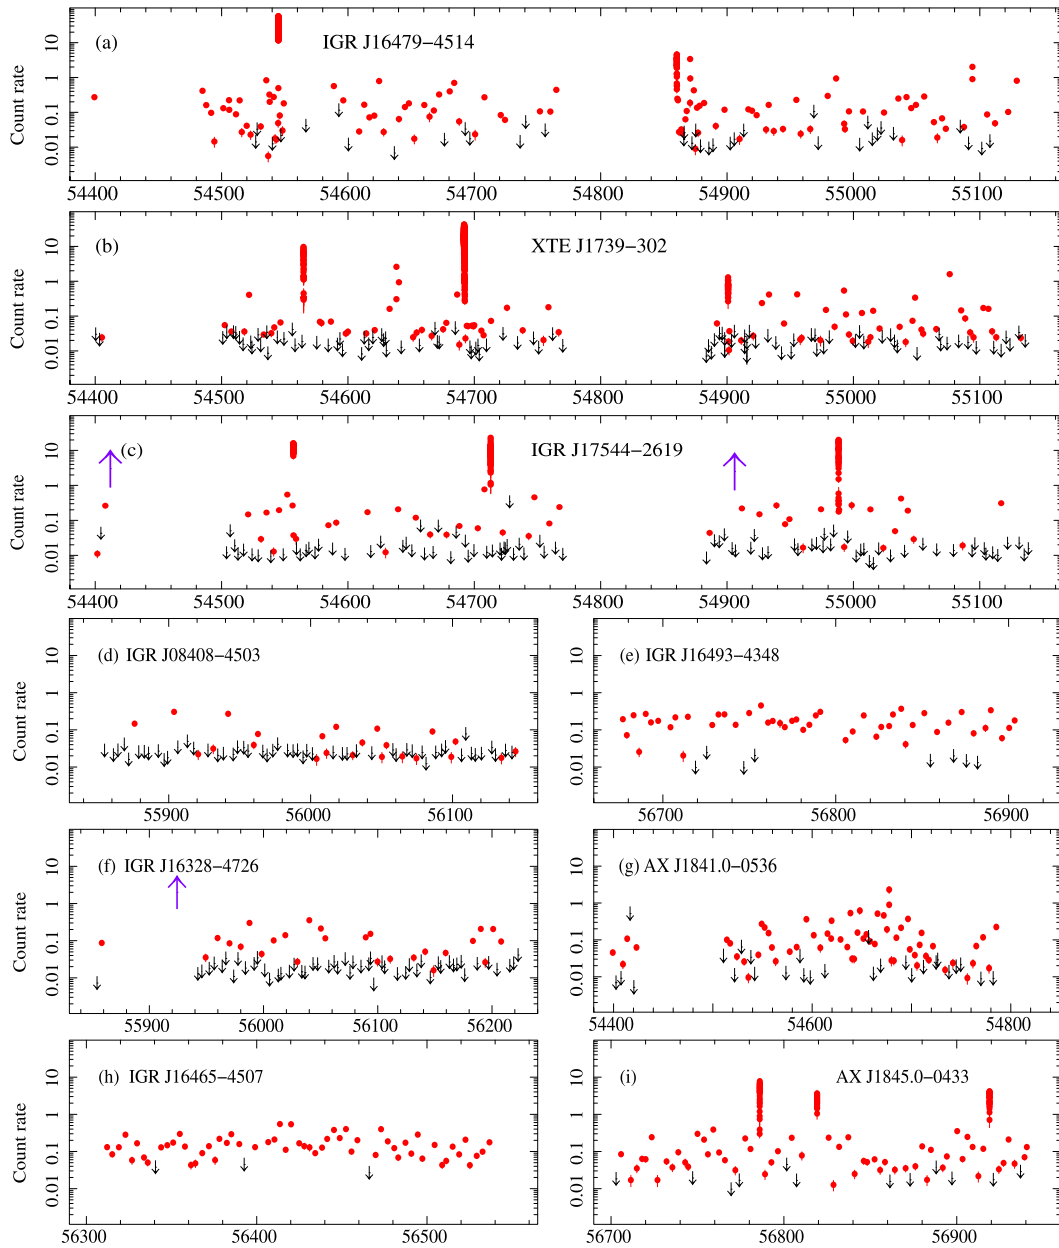 (a) IGR J16479−4514
Count rate
10
1
0.1
0.01
54400 54500 54600 54700 54800 54900 55000 55100
(b) XTE J1739−302
Count rate
10
1
0.1
0.01
54400 54500 54600 54700 54800 54900 55000 55100
(c) IGR J17544−2619
Count rate
10
1
0.1
0.01
54400 54500 54600 54700 54800 54900 55000 55100
(d) IGR J08408−4503
Count rate
10
1
0.1
0.01
55900 56000 56100
(e) IGR J16493−4348
10
1
0.1
0.01
56700 56800 56900
(f) IGR J16328−4726
Count rate
10
1
0.1
0.01
55900 56000 56100 56200
(g) AX J1841.0−0536
10
1
0.1
0.01
54400 54600 54800
(h) IGR J16465−4507
Count rate
10
1
0.1
0.01
56300 56400 56500
(i) AX J1845.0−0433
10
1
0.1
0.01
56700 56800 56900